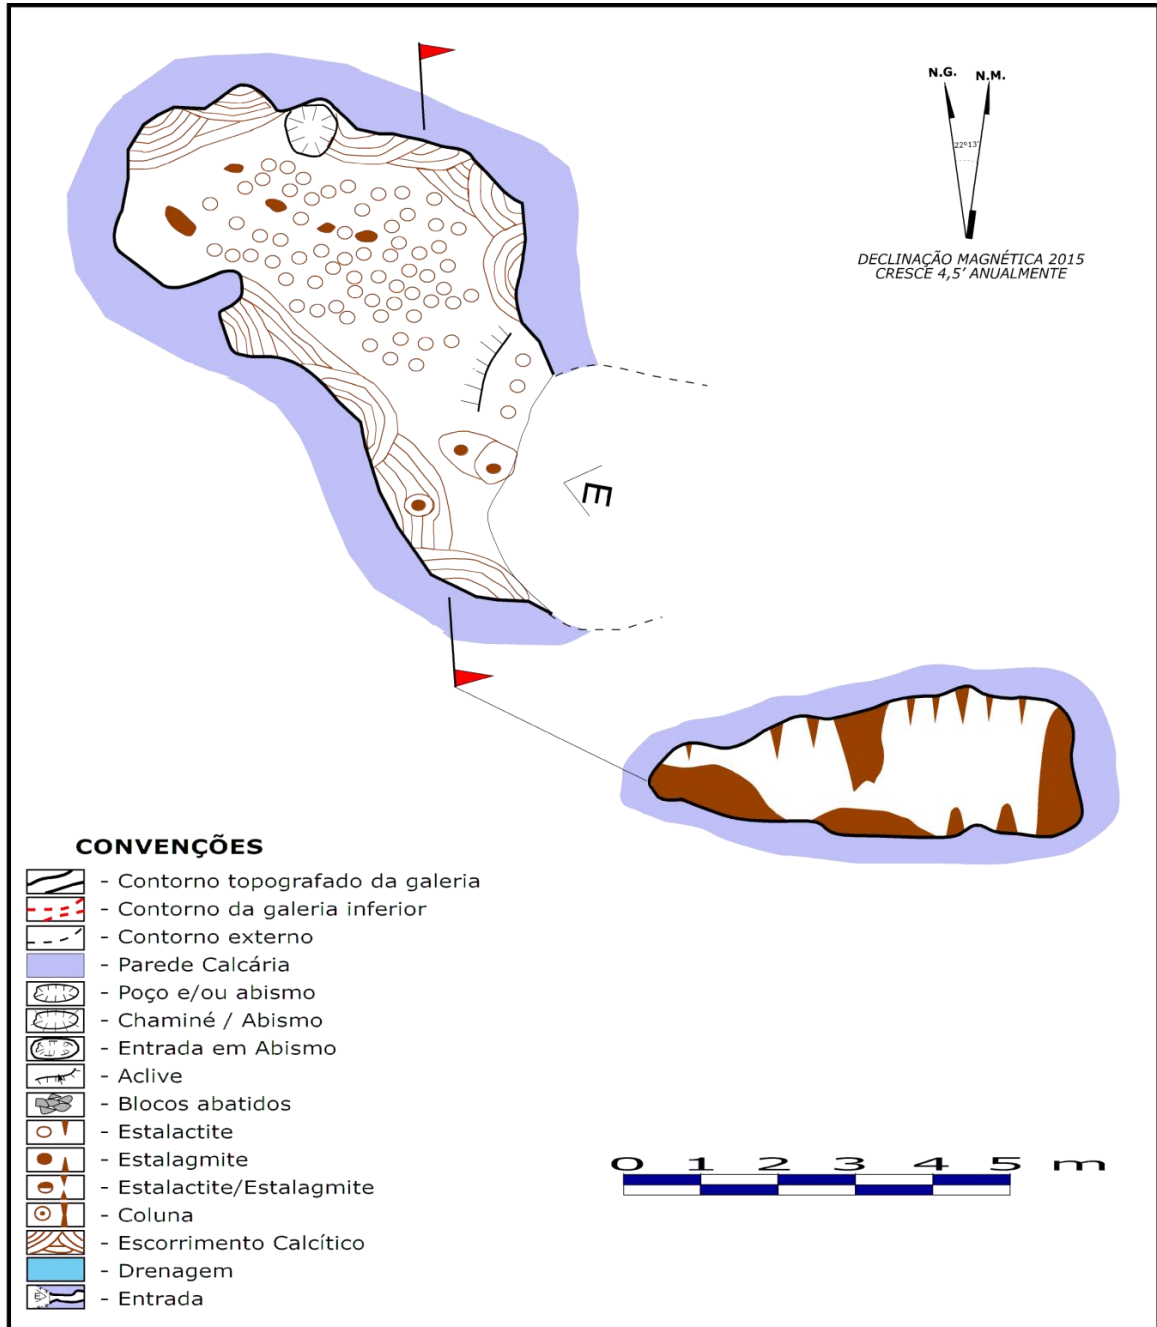 N.G. N.M.
22º13'
DECLINAÇÃO MAGNÉTICA 2015
CRESCE 4,5' ANUALMENTE
E
CONVENÇÕES
- Contorno topografado da galeria
- Contorno da galeria inferior
- Contorno externo
- Parede Calcária
- Poço e/ou abismo
- Chaminé / Abismo
- Entrada em Abismo
- Aclive
- Blocos abatidos
- Estalactite
- Estalagmite
- Estalactite/Estalagmite
- Coluna
- Escorrimento Calcítico
- Drenagem
E - Entrada
0 1 2 3 4 5 m